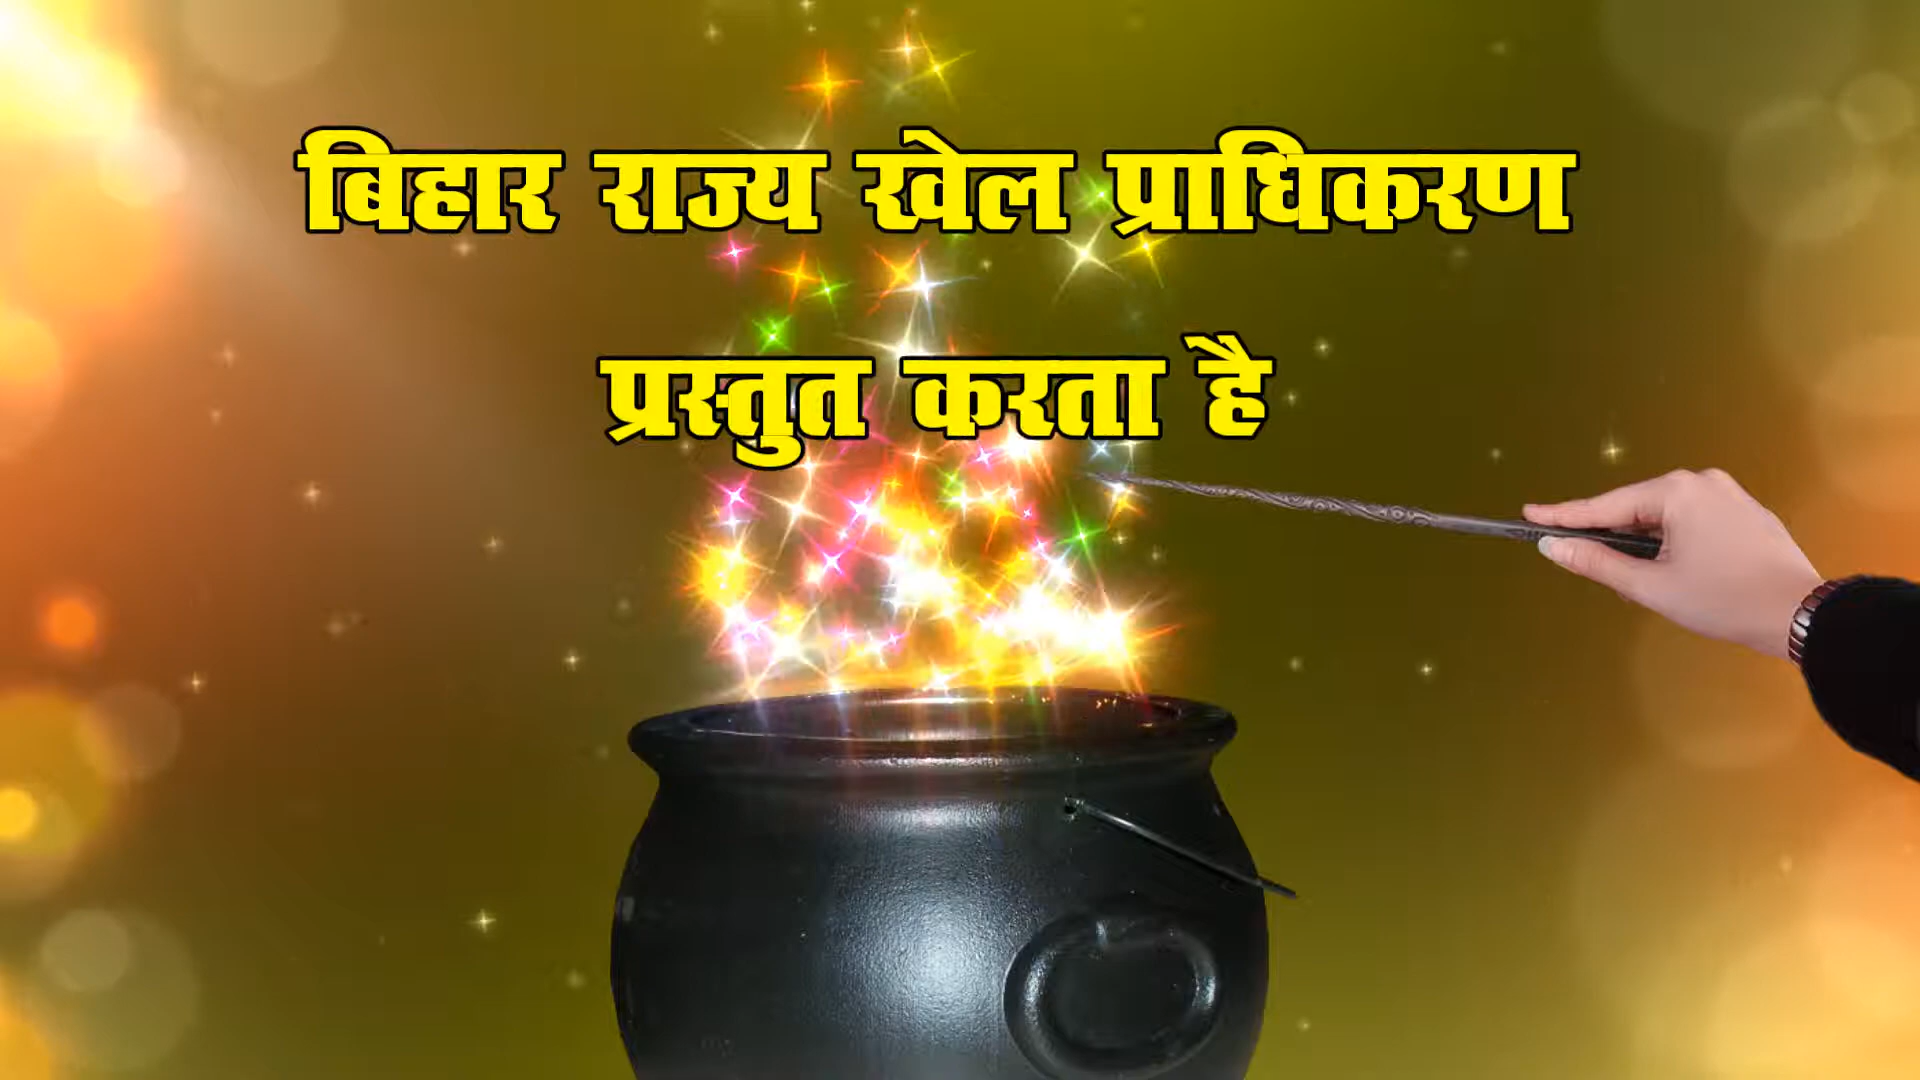 बिहार राज्य खेल प्राधिकरण
प्रस्तुत करता है